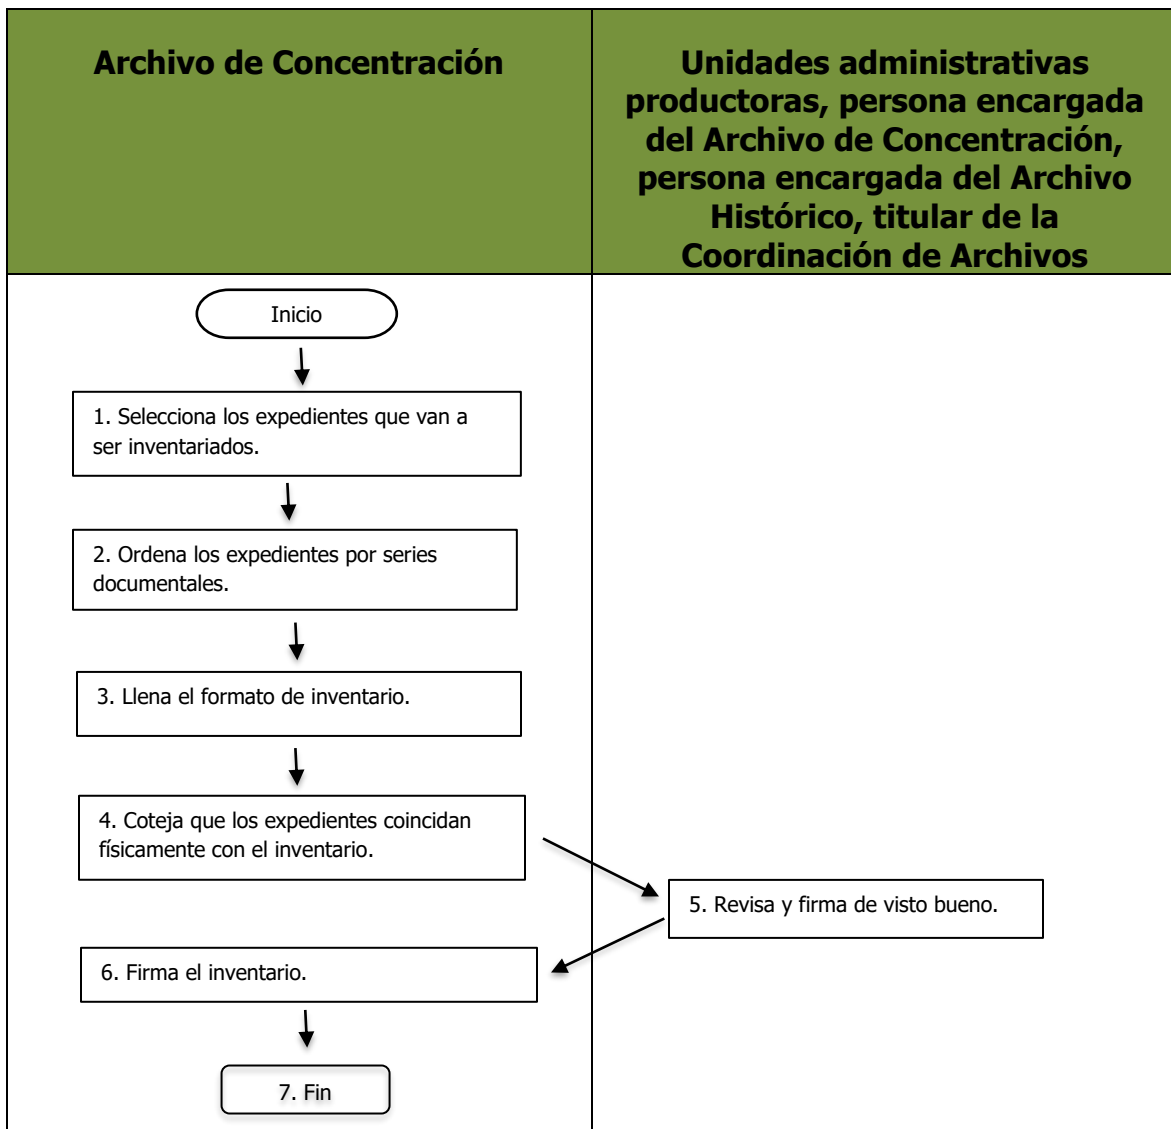 Archivo de Concentración
Unidades administrativas
productoras, persona encargada
del Archivo de Concentración,
persona encargada del Archivo
Histórico, titular de la
Coordinación de Archivos
Inicio
1. Selecciona los expedientes que van a
ser inventariados.
2. Ordena los expedientes por series
documentales.
3. Llena el formato de inventario.
4. Coteja que los expedientes coincidan
físicamente con el inventario.
5. Revisa y firma de visto bueno.
6. Firma el inventario.
7. Fin